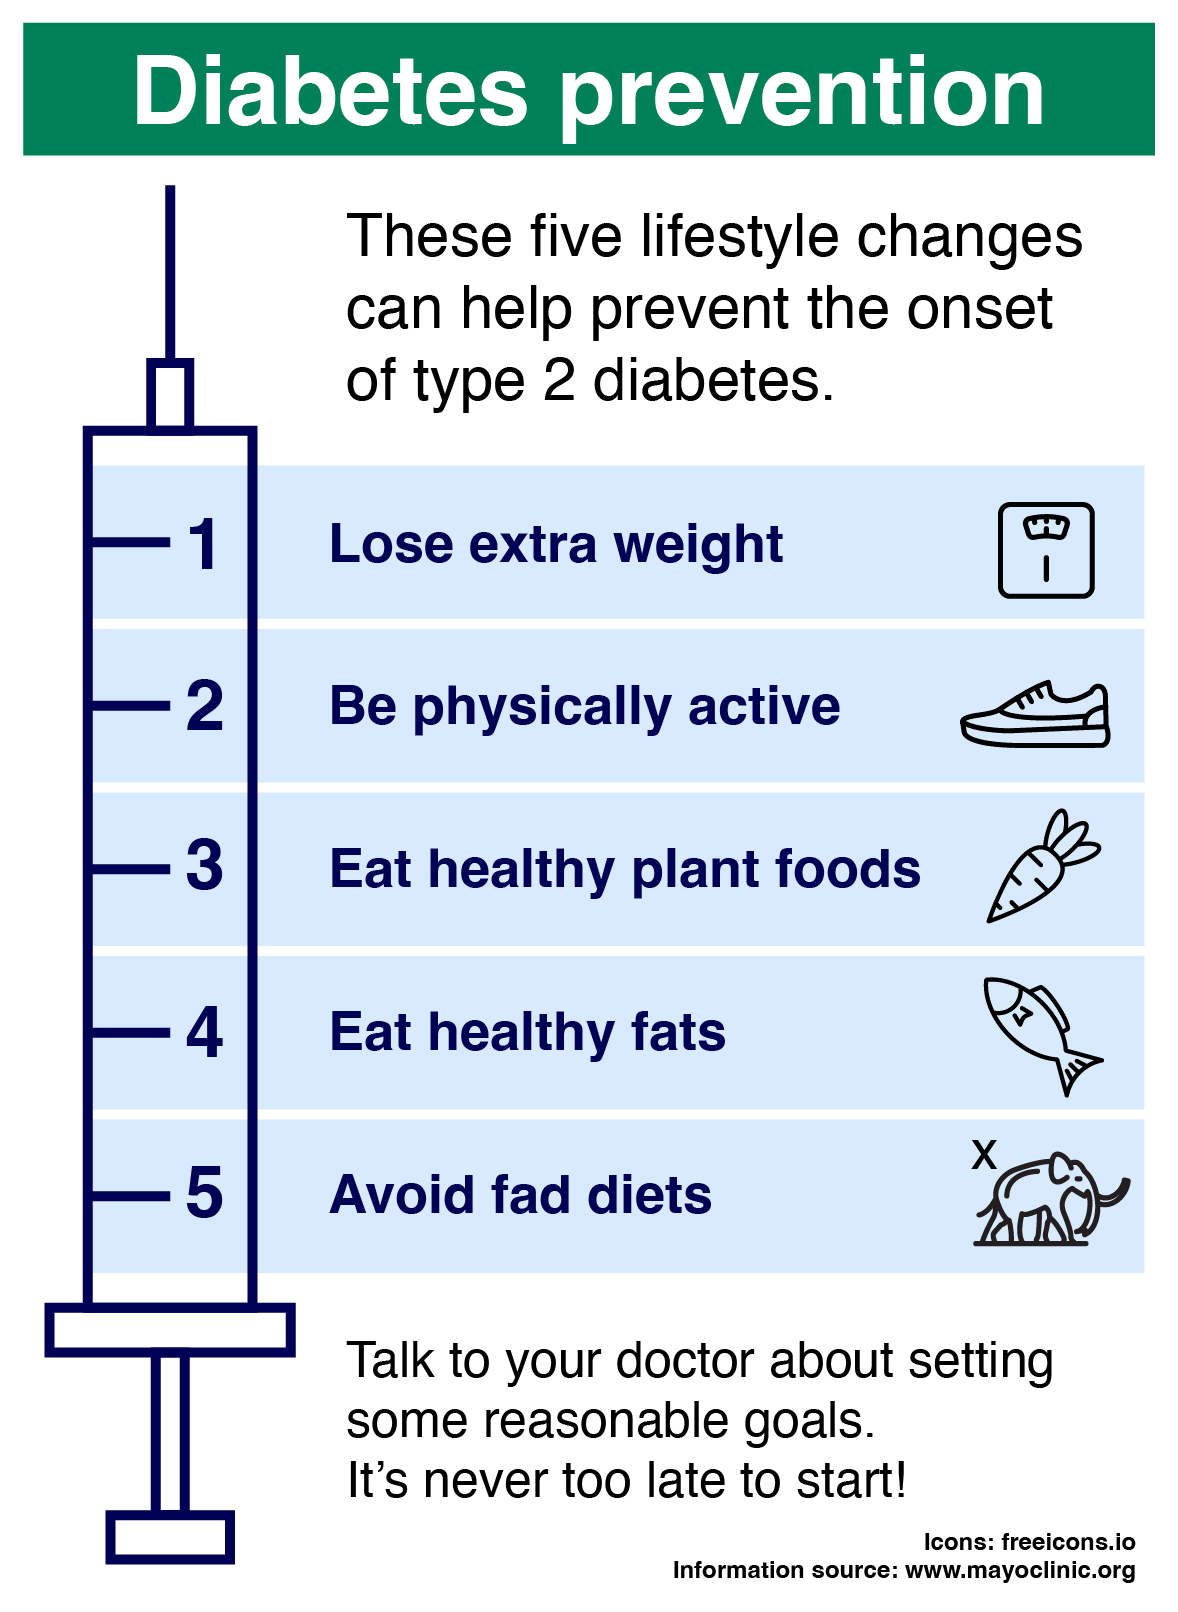 Diabetes prevention
These five lifestyle changes
can help prevent the onset
of type 2 diabetes.
1 Lose extra weight
2 Be physically active
3 Eat healthy plant foods
4 Eat healthy fats
5 Avoid fad diets X
Talk to your doctor about setting
some reasonable goals.
It’s never too late to start!
Icons: freeicons.io
Information source: www.mayoclinic.org